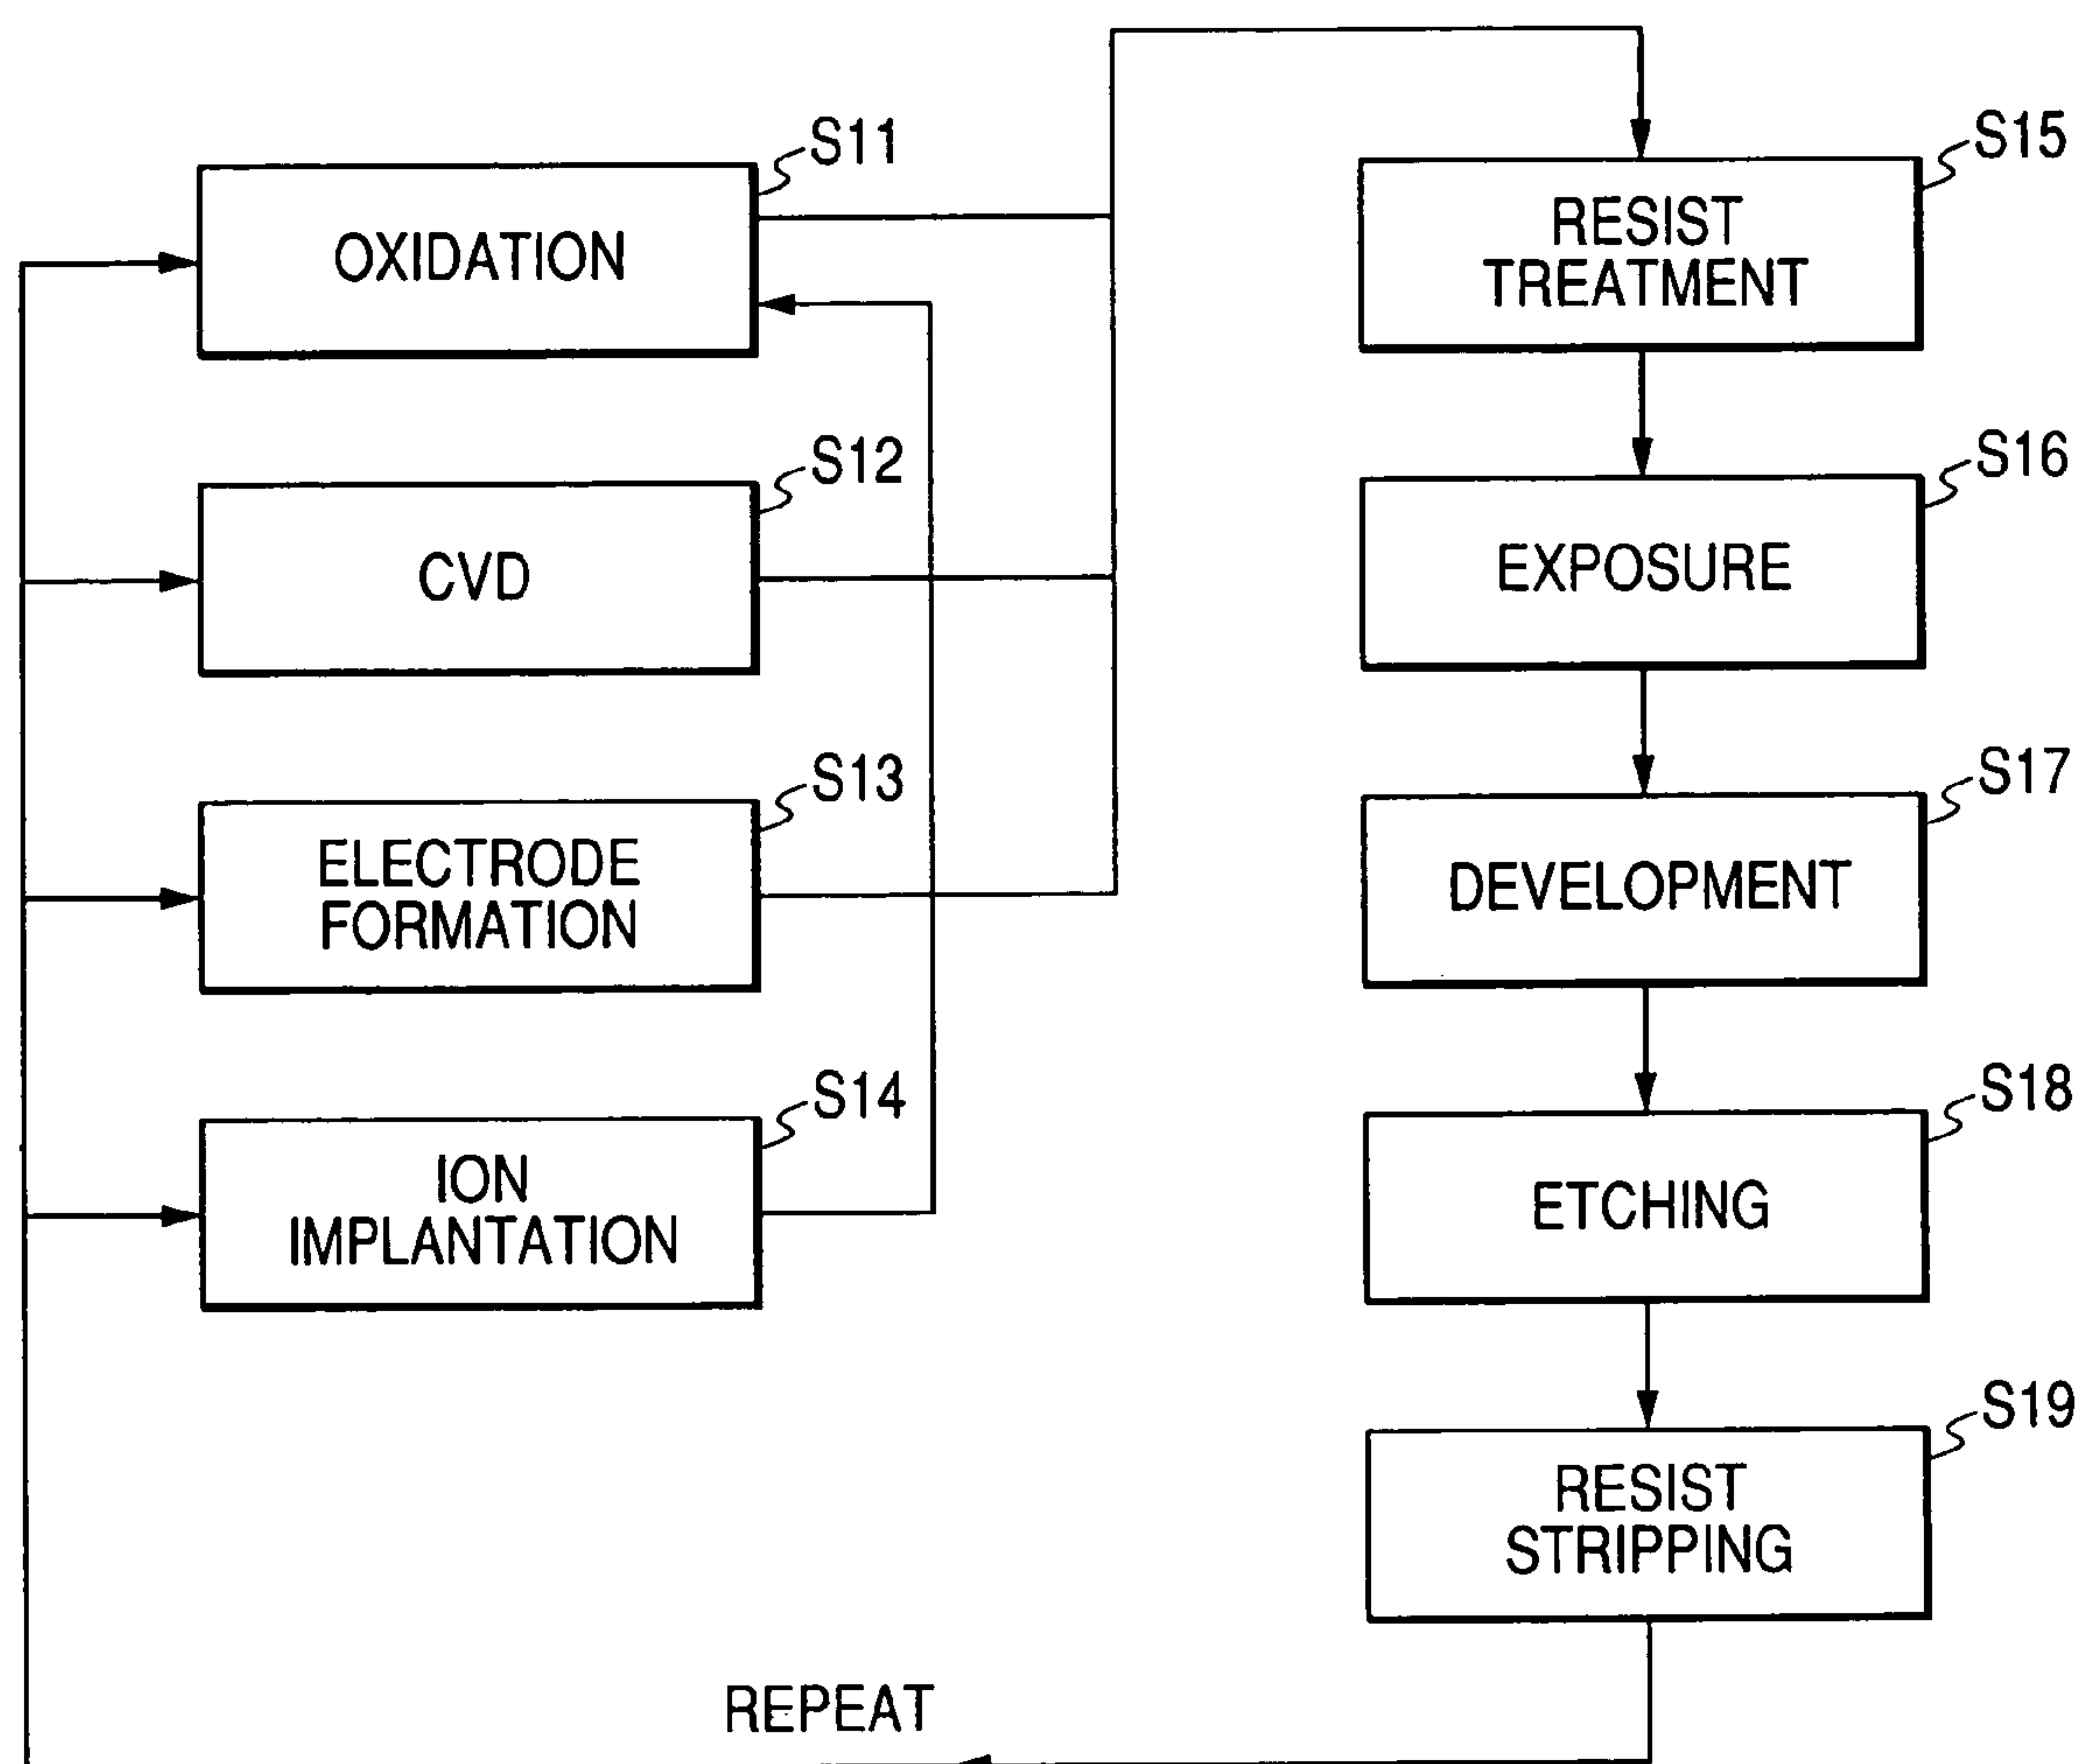 S11
OXIDATION
S12
CVD
S13
ELECTRODE
FORMATION
S14
ION
IMPLANTATION
S15
RESIST
TREATMENT
S16
EXPOSURE
S17
DEVELOPMENT
S18
ETCHING
S19
RESIST
STRIPPING
REPEAT